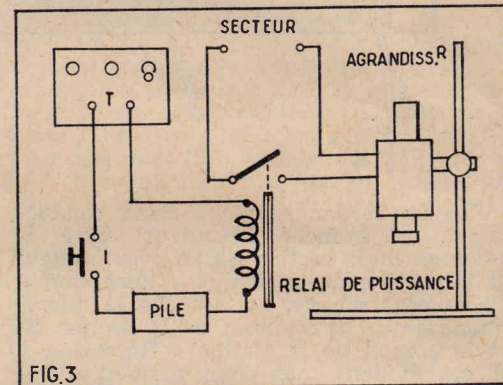 SECTEUR
AGRANDISS.R
T
I
PILE
RELAI DE PUISSANCE
FIG.3